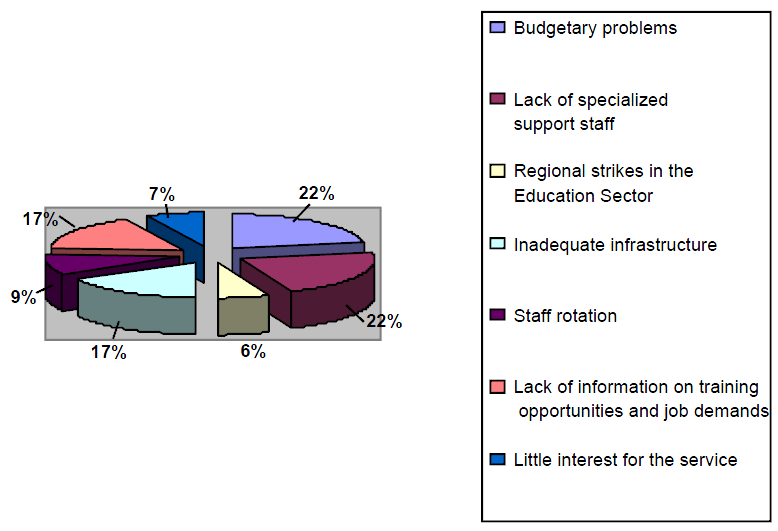 7%
22%
17%
9%
22%
17%
6%
Budgetary problems
Lack of specialized
support staff
Regional strikes in the
Education Sector
Inadequate infrastructure
Staff rotation
Lack of information on training
opportunities and job demands
Little interest for the service